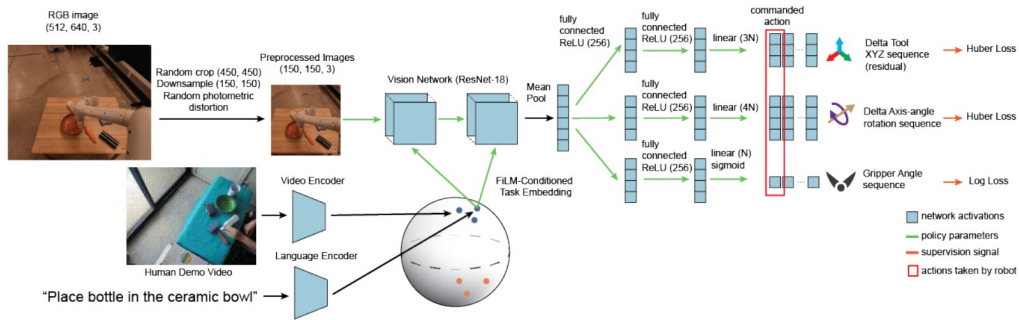 RGB image
(512, 640, 3)
Random crop (450, 450)
Downsample (150, 150)
Random photometric
distortion
Preprocessed Images
(150, 150, 3)
Vision Network (ResNet-18)
Mean
Pool
fully
connected
ReLU (256)
fully
connected
ReLU (256)
linear (3N)
commanded
action
Delta Tool
XYZ sequence
(residual)
Huber Loss
fully
connected
ReLU (256)
linear (4N)
Delta Axis-angle
rotation sequence
Huber Loss
fully
connected
ReLU (256)
linear (N)
sigmoid
Gripper Angle
sequence
Log Loss
Video Encoder
FiLM-Conditioned
Task Embedding
Human Demo Video
Language Encoder
“Place bottle in the ceramic bowl”
network activations
policy parameters
supervision signal
actions taken by robot